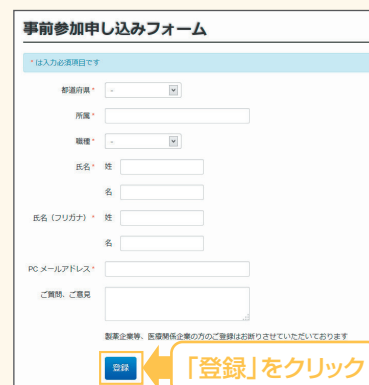 事前参加申し込みフォーム
* は入力必須項目です
都道府県 * -
所属 *
職種 * -
氏名 * 姓
名
氏名（フリガナ） * 姓
名
PC メールアドレス *
ご質問、ご意見
製薬企業等、医療関係企業の方のご登録はお断りさせていただいております
登録 「登録」をクリック